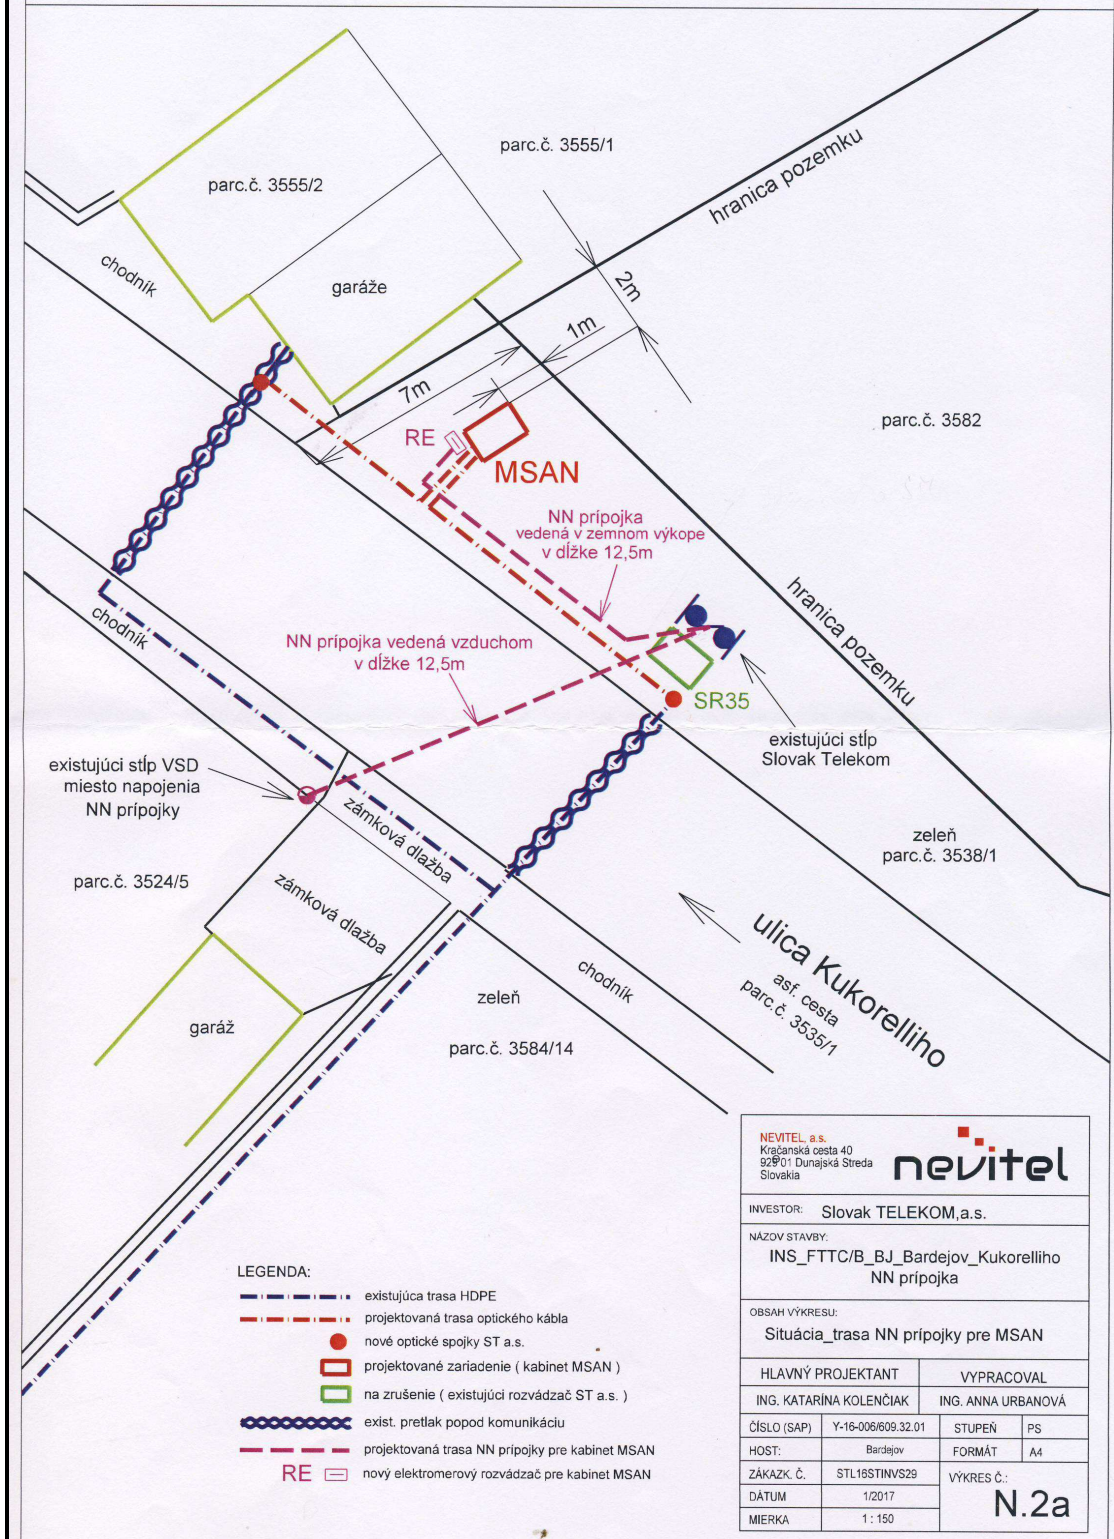 parc.č. 3555/1
parc.č. 3555/2
hranica pozemku
chodník
garáže
2m
1m
7m
parc.č. 3582
RE
MSAN
NN prípojka
vedená v zemnom výkope
v dĺžke 12,5m
hranica pozemku
chodník
NN prípojka vedená vzduchom
v dĺžke 12,5m
SR35
existujúci stĺp
Slovak Telekom
existujúci stĺp VSD
miesto napojenia
NN prípojky
zámková dlažba
zeleň
parc.č. 3538/1
parc.č. 3524/5
zámková dlažba
ulica Kukorelliho
asf. cesta
parc.č. 3535/1
chodník
zeleň
garáž
parc.č. 3584/14
NEVITEL, a.s.
Kračanská cesta 40
929 01 Dunajská Streda
Slovakia
nevitel
INVESTOR: Slovak TELEKOM,a.s.
NÁZOV STAVBY:
INS_FTTC/B_BJ_Bardejov_Kukorelliho
NN prípojka
OBSAH VÝKRESU:
Situácia_trasa NN prípojky pre MSAN
HLAVNÝ PROJEKTANT VYPRACOVAL
ING. KATARÍNA KOLENČIAK ING. ANNA URBANOVÁ
ČÍSLO (SAP) Y-16-006/609.32.01 STUPEŇ PS
HOST: Bardejov FORMÁT A4
ZÁKAZK. Č. STL16STINVS29 VÝKRES Č.:
DÁTUM 1/2017 N.2a
MIERKA 1 : 150
LEGENDA:
existujúca trasa HDPE
projektovaná trasa optického kábla
nové optické spojky ST a.s.
projektované zariadenie ( kabinet MSAN )
na zrušenie ( existujúci rozvádzač ST a.s. )
exist. pretlak popod komunikáciu
projektovaná trasa NN prípojky pre kabinet MSAN
RE nový elektromerový rozvádzač pre kabinet MSAN